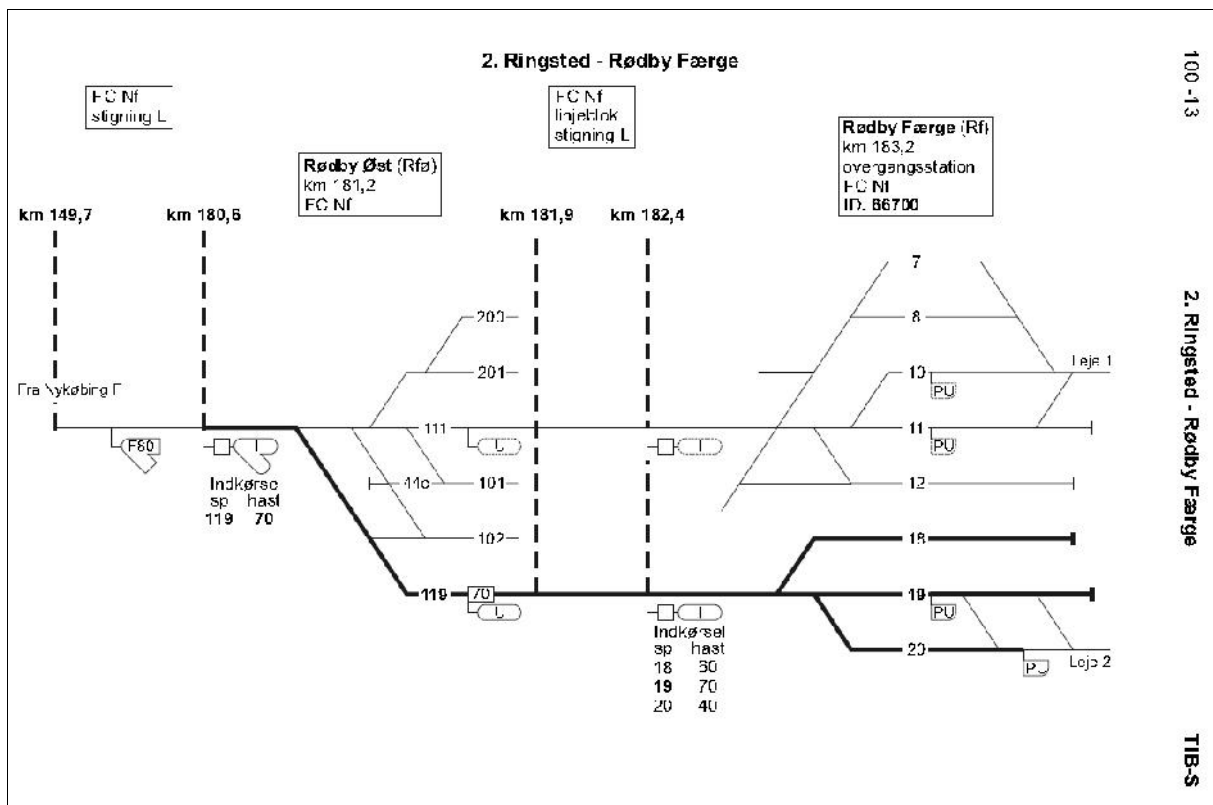 2. Ringsted - Rødby Færge
FC Nf
stigning L
FC Nf
linjeblok
stigning L
Rødby Øst (Rfø)
km 181,2
FC Nf
Rødby Færge (Rf)
km 183,2
overgangsstation
FC Nf
ID. 66700
km 149,7
km 180,6
km 181,9
km 182,4
7
8
201
10
Leje 1
PU
Fra Nykøbing F
111
11
F80
I
U
I
PU
Indkørsel
sp hast
119 70
101
12
102
18
119
70
19
U
I
PU
Indkørsel
sp hast
18 60
19 70
20 40
20
PU
Leje 2
100 -13
2. Ringsted - Rødby Færge
TIB-S